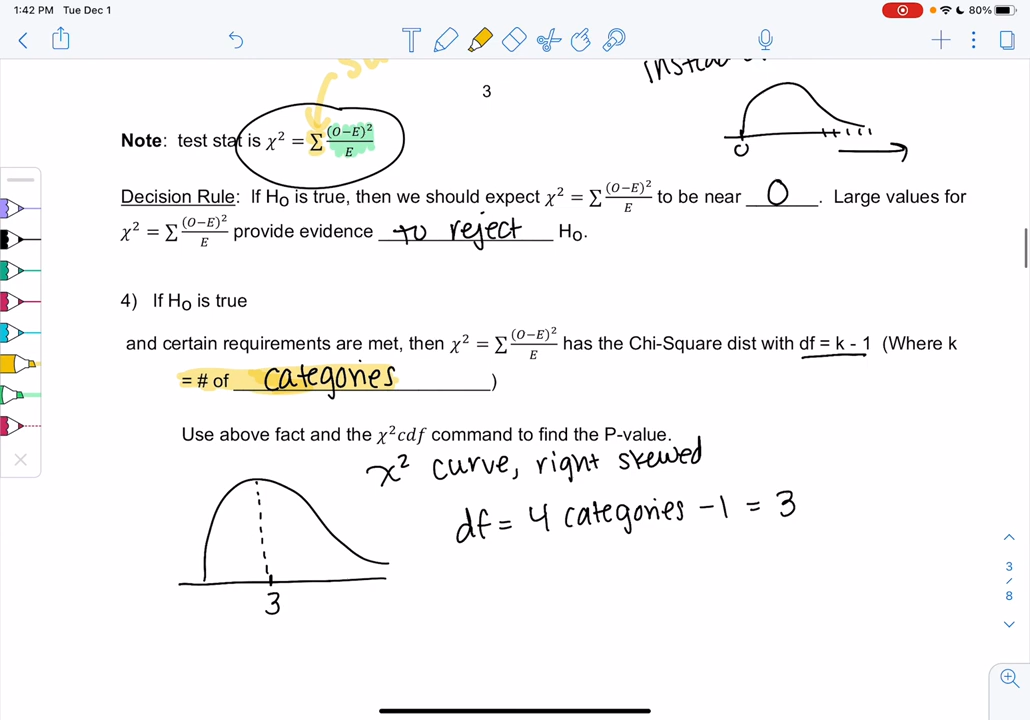 1:42 PM Tue Dec 1
80%
3
Note: test stat is χ² = Σ (O−E)²/E
0
Decision Rule: If H₀ is true, then we should expect χ² = Σ (O−E)²/E to be near 0. Large values for
χ² = Σ (O−E)²/E provide evidence to reject H₀.
4) If H₀ is true
and certain requirements are met, then χ² = Σ (O−E)²/E has the Chi-Square dist with df = k - 1 (Where k
= # of categories)
Use above fact and the χ²cdf command to find the P-value.
x² curve, right skewed
df = 4 categories - 1 = 3
3
3
/
8